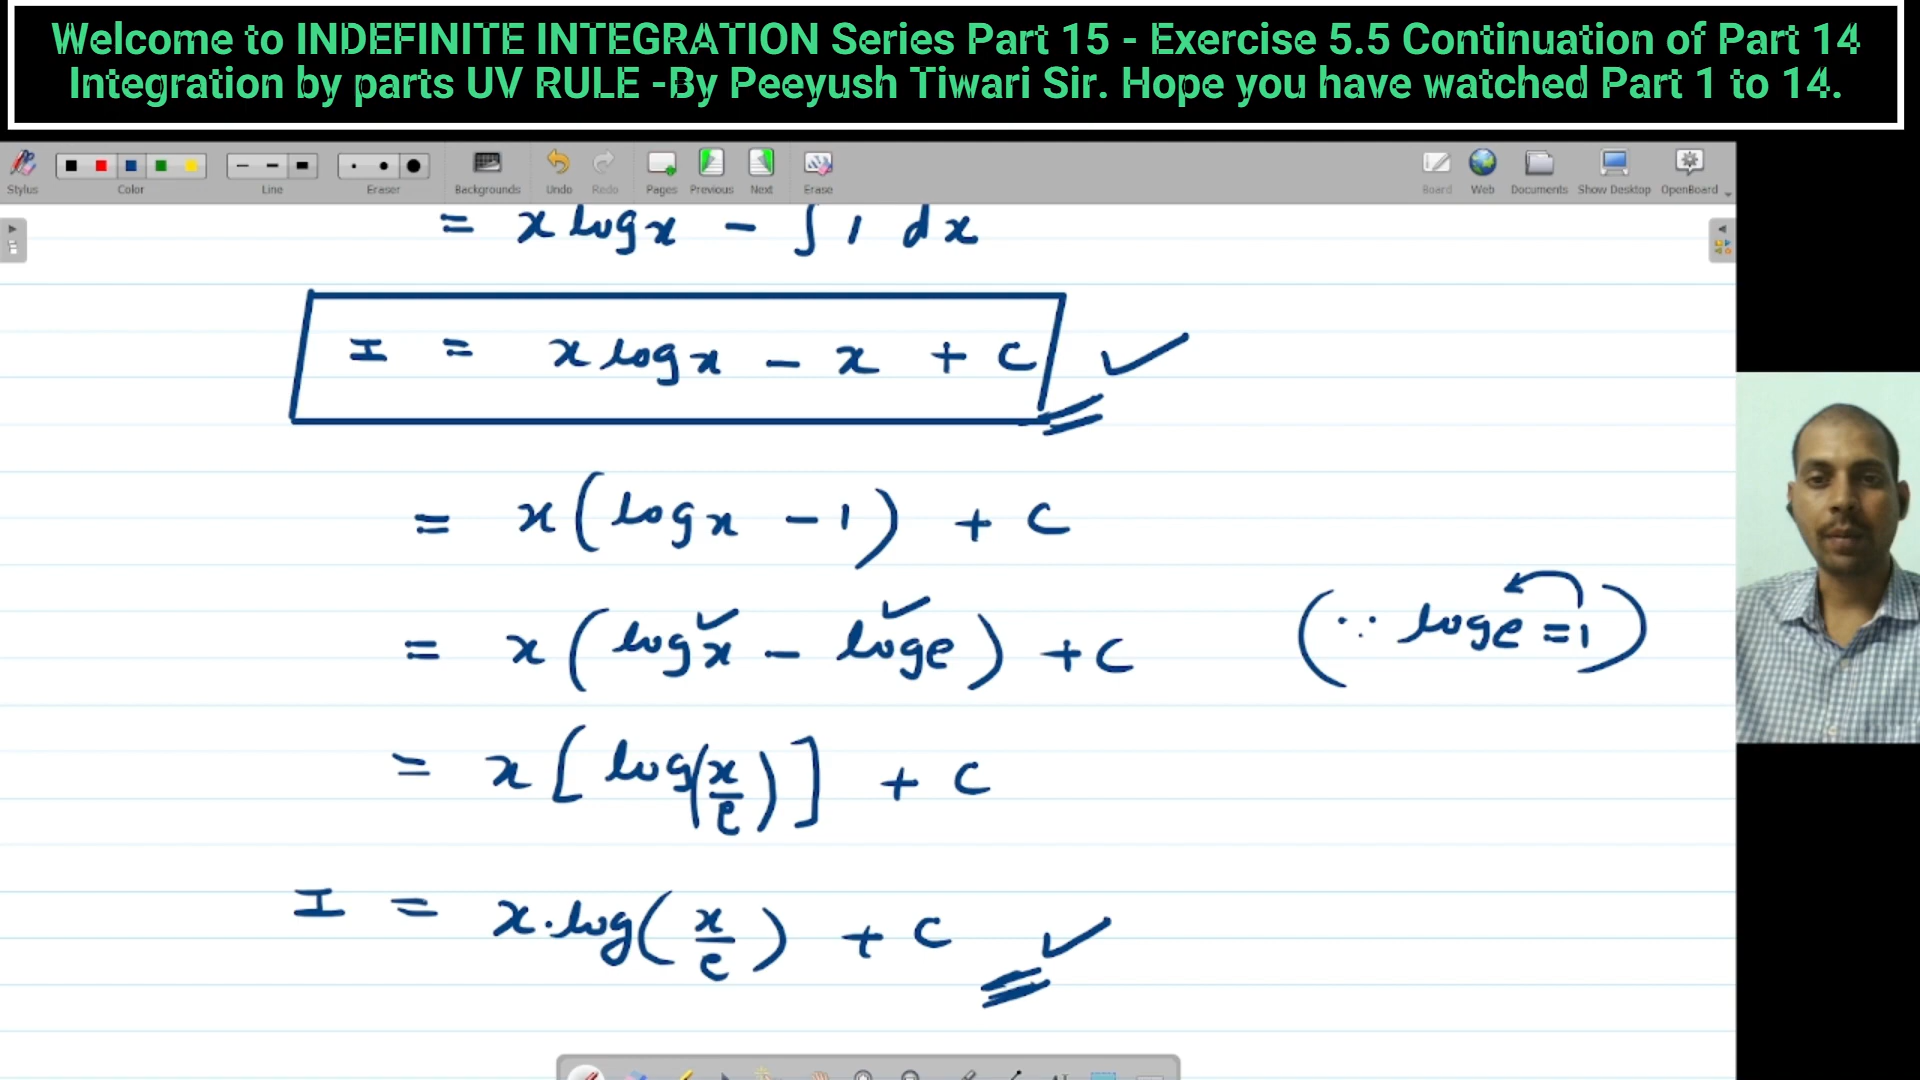 Welcome to INDEFINITE INTEGRATION Series Part 15 - Exercise 5.5 Continuation of Part 14
Integration by parts UV RULE -By Peeyush Tiwari Sir. Hope you have watched Part 1 to 14.
Stylus Color Line Eraser Backgrounds Undo Redo Pages Previous Next Erase Board Web Documents Show Desktop OpenBoard
= x log x - ∫ 1 dx
I = x log x - x + c ✓
= x (log x - 1) + c
= x (log x - log e) + c (∵ log e = 1)
= x [log(x/e)] + c
I = x · log(x/e) + c ✓